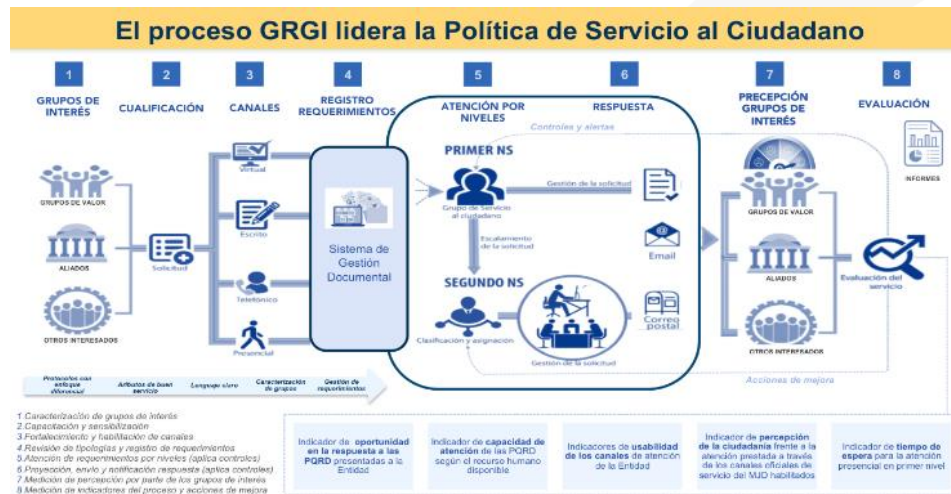 El proceso GRGI lidera la Política de Servicio al Ciudadano
1
2
3
4
5
6
7
8
GRUPOS DE
INTERÉS
CUALIFICACIÓN
CANALES
REGISTRO
REQUERIMIENTOS
ATENCIÓN POR
NIVELES
RESPUESTA
PRECEPCIÓN
GRUPOS DE
INTERÉS
EVALUACIÓN
GRUPOS DE VALOR
ALIADOS
OTROS INTERESADOS
Solicitud
Virtual
Escrito
Telefónico
Presencial
Sistema de
Gestión
Documental
Controles y alertas
PRIMER NS
Grupo de Servicio
al ciudadano
Gestión de la solicitud
Escalamiento
de la solicitud
SEGUNDO NS
Clasificación y asignación
Gestión de la solicitud
Email
Correo
postal
GRUPOS DE VALOR
ALIADOS
OTROS INTERESADOS
INFORMES
Evaluación del
servicio
Acciones de mejora
Protocolos con
enfoque
diferencial
Atributos de buen
servicio
Lenguaje claro
Caracterización
de grupos
Gestión de
requerimientos
1 Caracterización de grupos de interés
2 Capacitación y sensibilización
3 Fortalecimiento y habilitación de canales
4 Revisión de tipologías y registro de requerimientos
5 Atención de requerimientos por niveles (aplica controles)
6 Proyección, envío y notificación respuesta (aplica controles)
7 Medición de percepción por parte de los grupos de interés
8 Medición de indicadores del proceso y acciones de mejora
Indicador de oportunidad
en la respuesta a las
PQRD presentadas a la
Entidad
Indicador de capacidad de
atención de las PQRD
según el recurso humano
disponible
Indicadores de usabilidad
de los canales de atención
de la Entidad
Indicador de percepción
de la ciudadanía frente a la
atención prestada a través
de los canales oficiales de
servicio del MJD habilitados
Indicador de tiempo de
espera para la atención
presencial en primer nivel